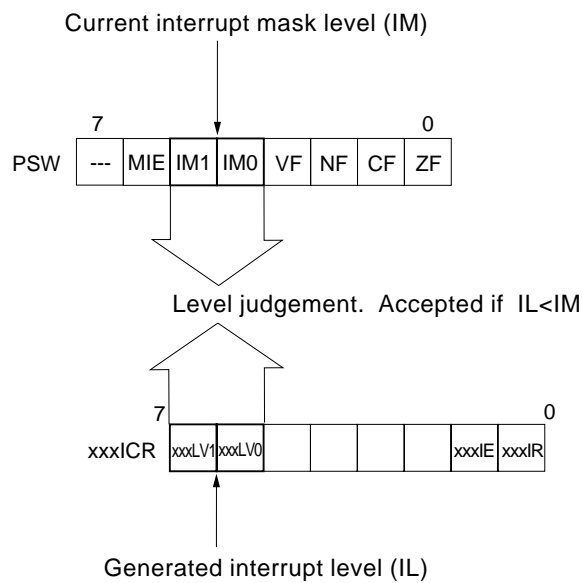 Current interrupt mask level (IM)
7 0
PSW --- MIE IM1 IM0 VF NF CF ZF
Level judgement. Accepted if IL<IM
7 0
xxxICR xxxLV1 xxxLV0 xxxIE xxxIR
Generated interrupt level (IL)